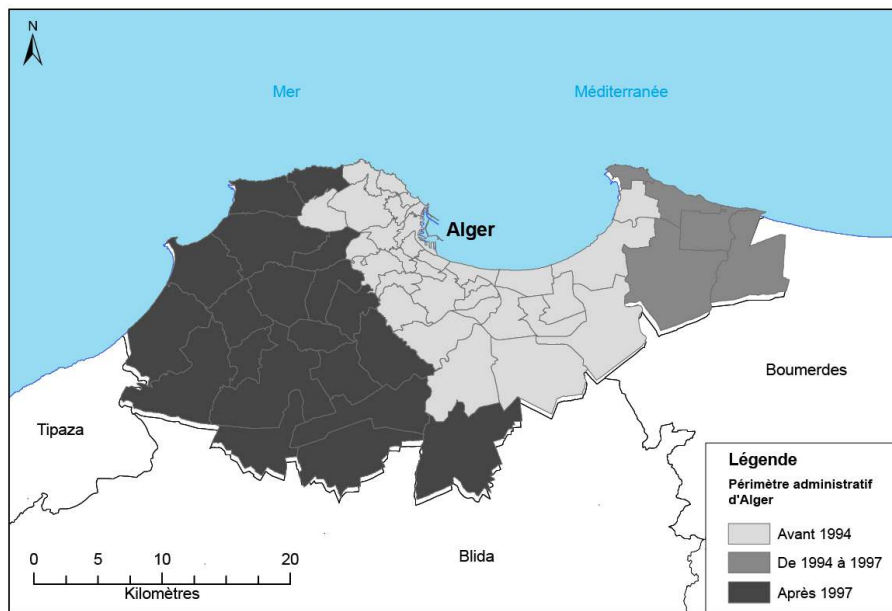 N
Mer
Méditerranée
Alger
Boumerdes
Tipaza
Blida
Légende
Périmètre administratif
d'Alger
Avant 1994
De 1994 à 1997
Après 1997
0 5 10 20
Kilomètres